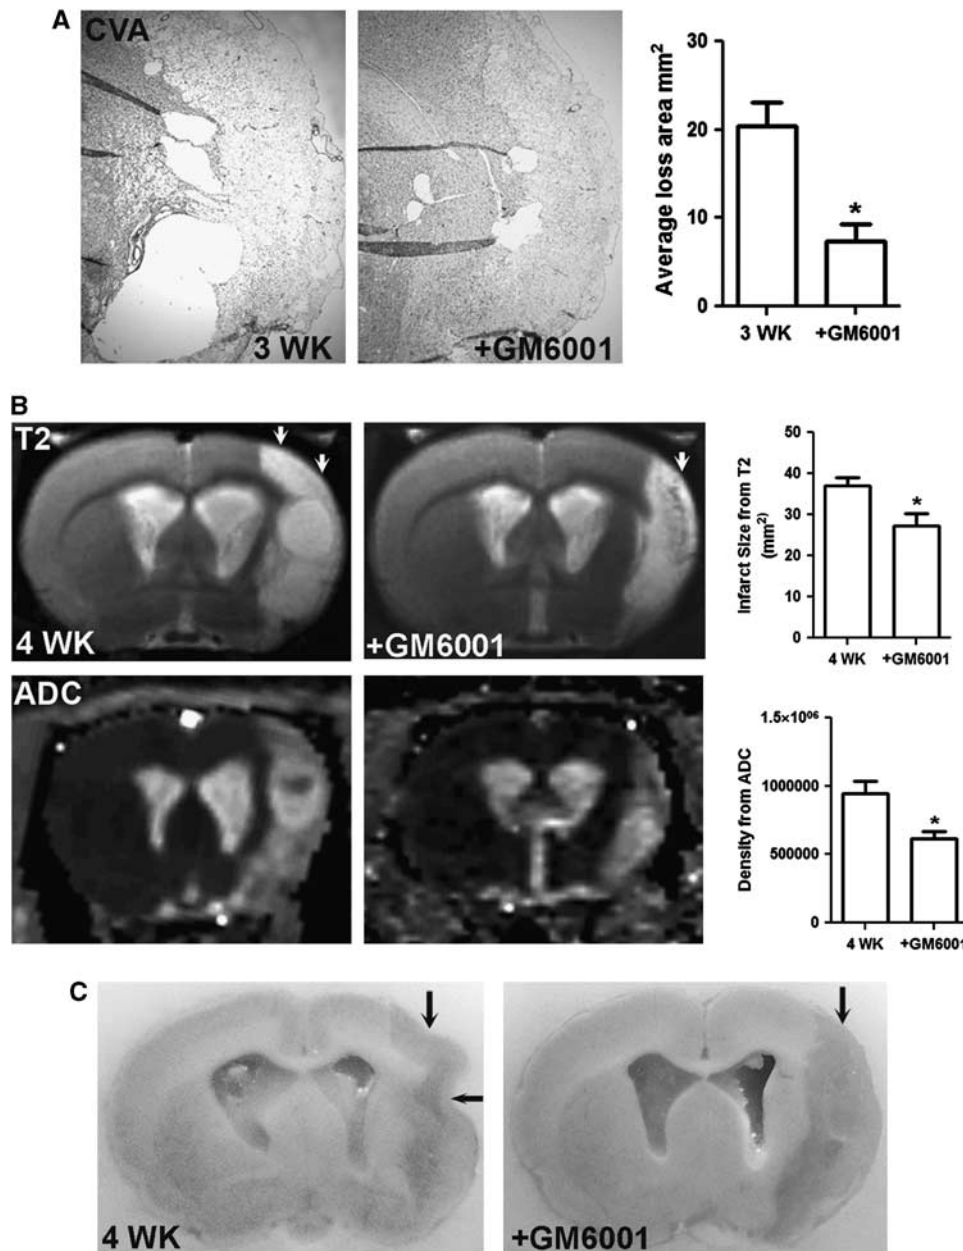 A
CVA
3 WK
+GM6001
Average loss area mm²
30
20
10
0
*
3 WK
+GM6001
B
T2
4 WK
+GM6001
Infarct Size from T2
(mm²)
50
40
30
20
10
0
*
4 WK
+GM6001
ADC
Density from ADC
1.5×10⁰⁶
1000000
500000
0
*
4 WK
+GM6001
C
4 WK
+GM6001